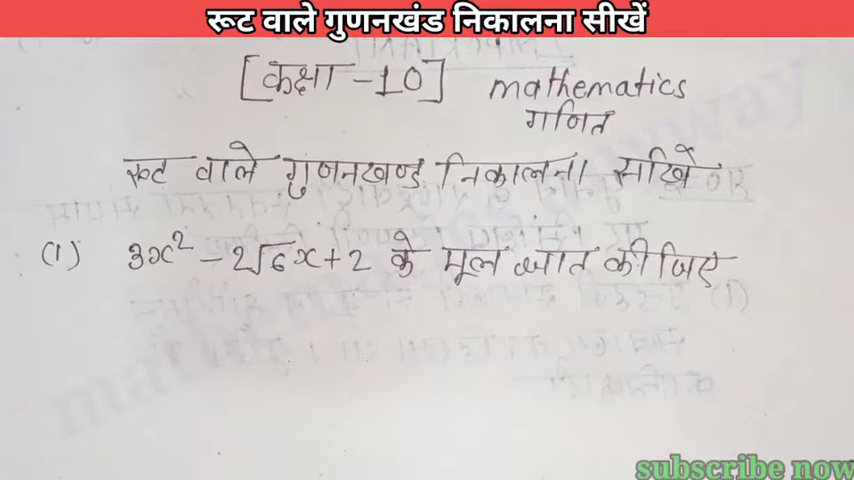 रूट वाले गुणनखंड निकालना सीखें
[कक्षा -10] mathematics
गणित
रूट वाले गुणनखण्ड निकालना सीखें
(1) 3x² - 2√6x + 2 के मूल ज्ञात कीजिए
subscribe now